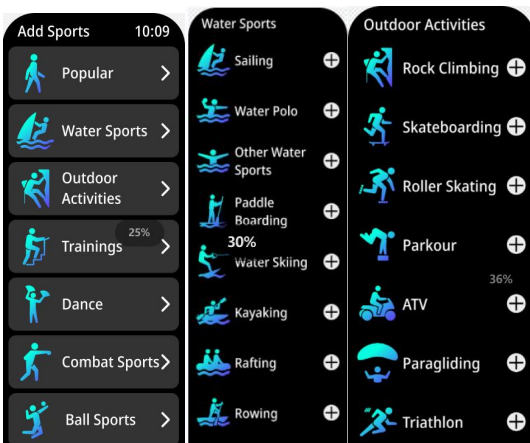 Add Sports 10:09
Popular
Water Sports
Outdoor
Activities
25%
Trainings
Dance
Combat Sports
Ball Sports
Water Sports
Sailing
Water Polo
Other Water
Sports
Paddle
Boarding
30%
Water Skiing
Kayaking
Rafting
Rowing
Outdoor Activities
Rock Climbing
Skateboarding
Roller Skating
Parkour
36%
ATV
Paragliding
Triathlon